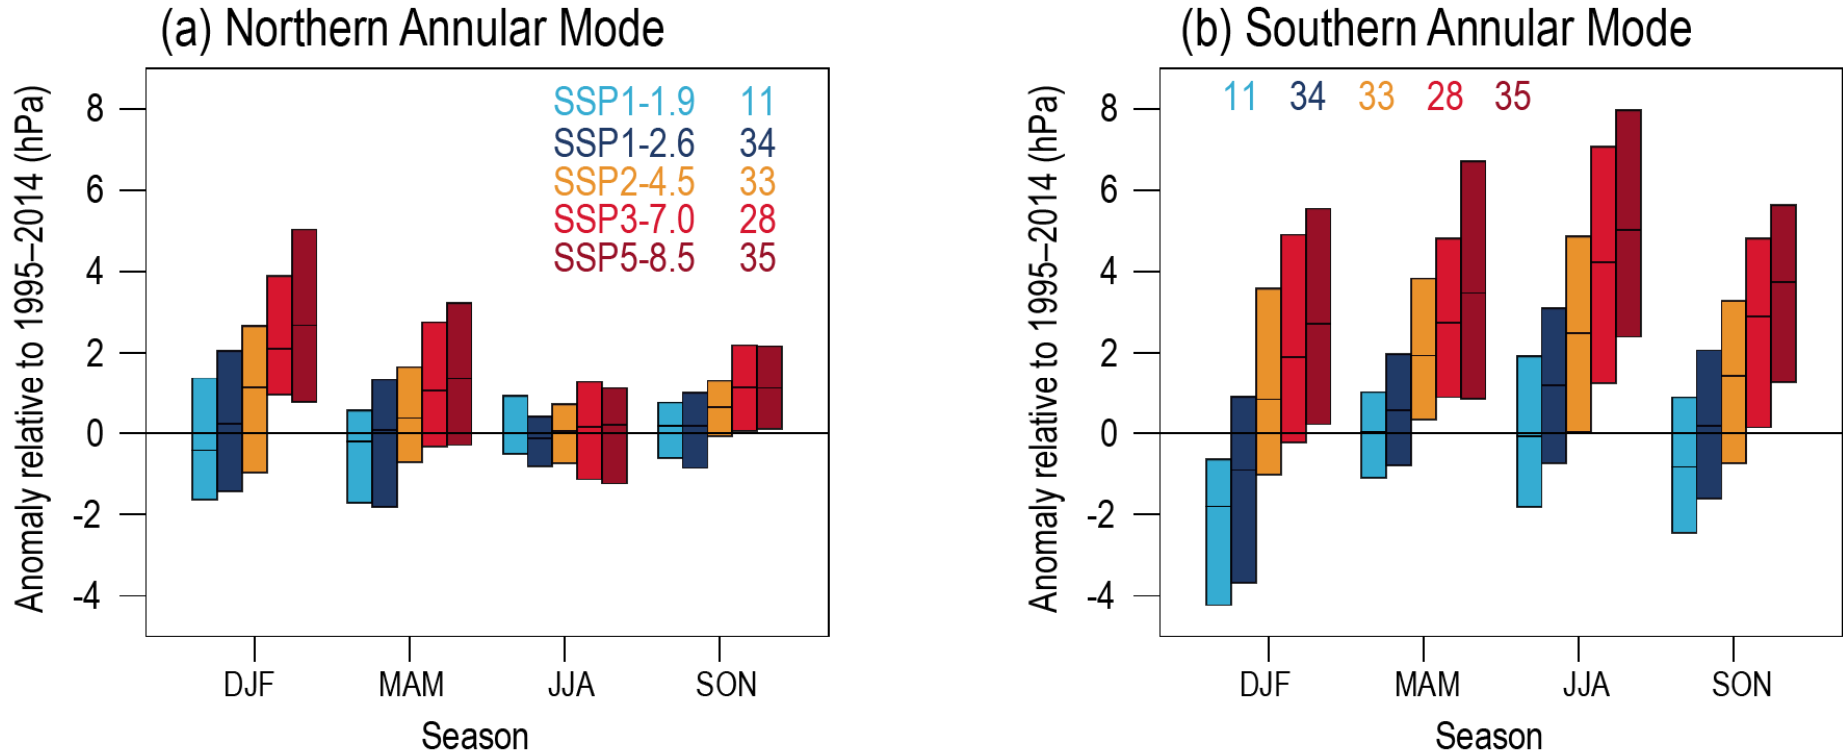 (a) Northern Annular Mode
Anomaly relative to 1995–2014 (hPa)
8
6
4
2
0
-2
-4
SSP1-1.9 11
SSP1-2.6 34
SSP2-4.5 33
SSP3-7.0 28
SSP5-8.5 35
DJF MAM JJA SON
Season
(b) Southern Annular Mode
Anomaly relative to 1995–2014 (hPa)
8
6
4
2
0
-2
-4
11 34 33 28 35
DJF MAM JJA SON
Season